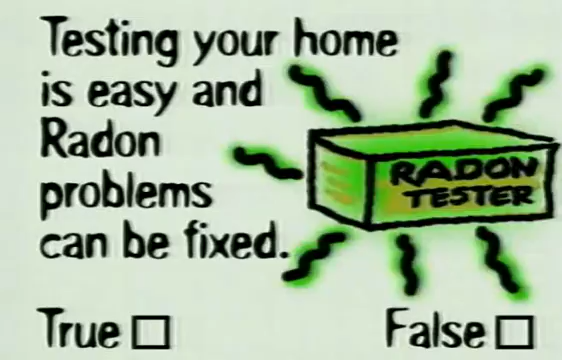 Testing your home
is easy and
Radon
problems
can be fixed.
RADON
TESTER
True
False